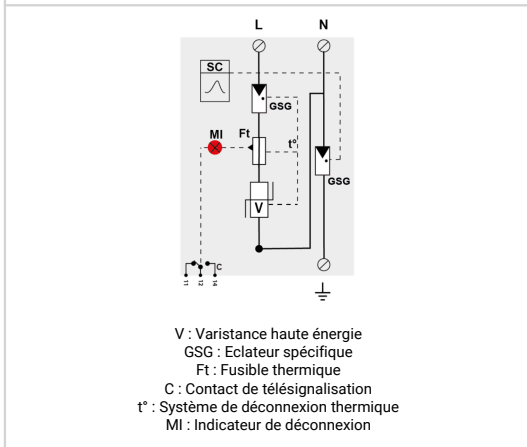 L N
SC
GSG
MI Ft
t°
GSG
V
C
11 12 14
V : Varistance haute énergie
GSG : Eclateur spécifique
Ft : Fusible thermique
C : Contact de télésignalisation
t° : Système de déconnexion thermique
MI : Indicateur de déconnexion